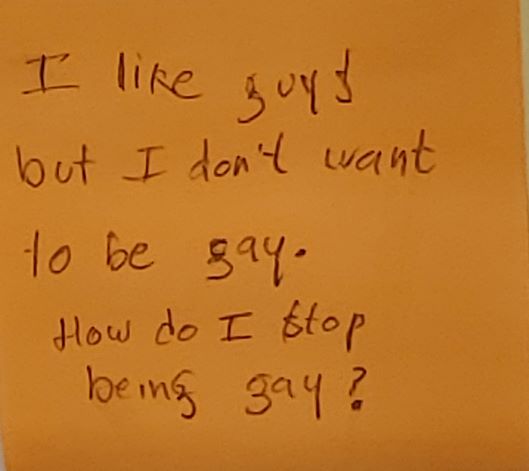 I like guys
but I don't want
to be gay.
How do I stop
being gay?